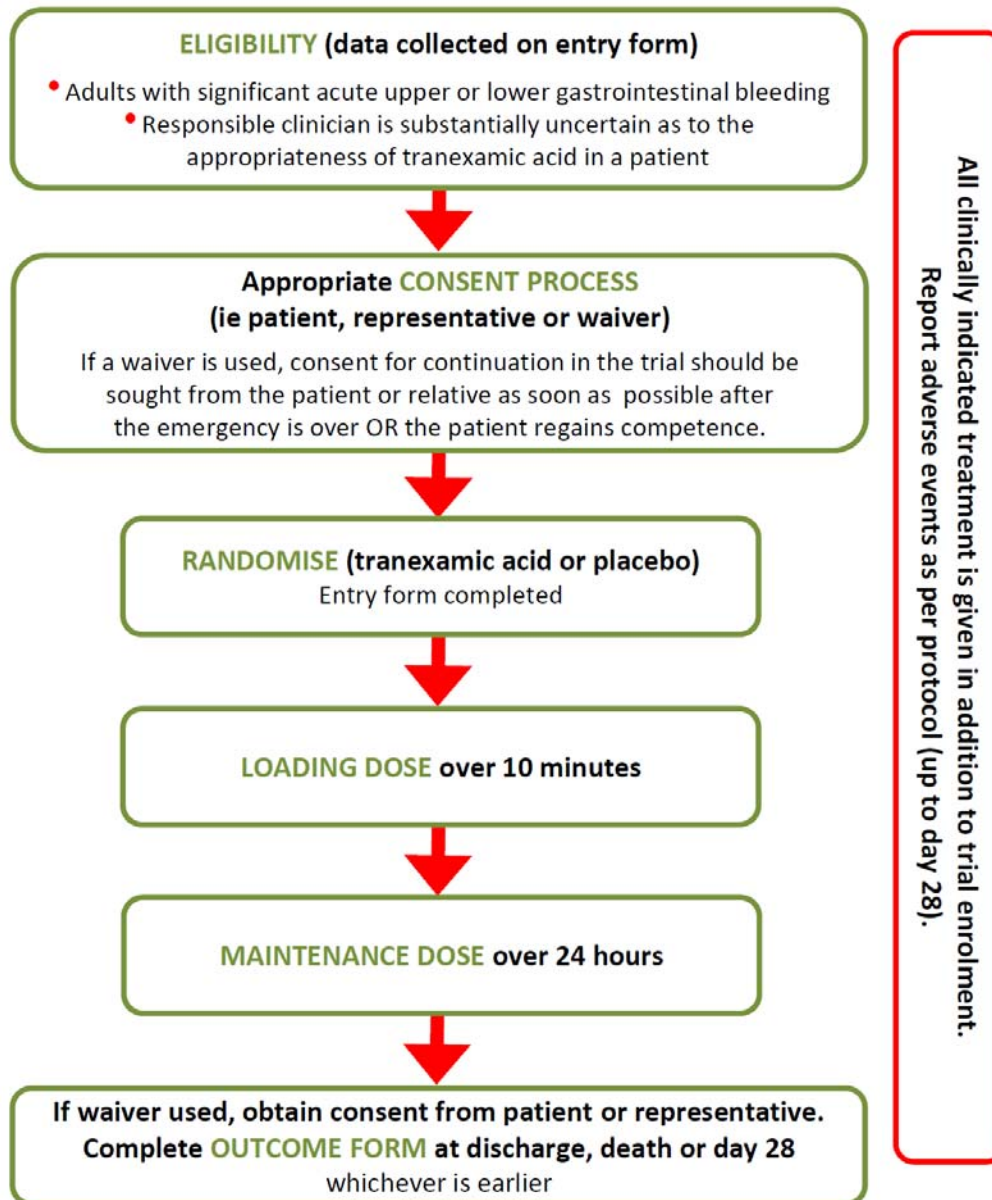 ELIGIBILITY (data collected on entry form)
• Adults with significant acute upper or lower gastrointestinal bleeding
• Responsible clinician is substantially uncertain as to the
appropriateness of tranexamic acid in a patient
Appropriate CONSENT PROCESS
(ie patient, representative or waiver)
If a waiver is used, consent for continuation in the trial should be
sought from the patient or relative as soon as possible after
the emergency is over OR the patient regains competence.
RANDOMISE (tranexamic acid or placebo)
Entry form completed
LOADING DOSE over 10 minutes
MAINTENANCE DOSE over 24 hours
If waiver used, obtain consent from patient or representative.
Complete OUTCOME FORM at discharge, death or day 28
whichever is earlier
All clinically indicated treatment is given in addition to trial enrolment.
Report adverse events as per protocol (up to day 28).